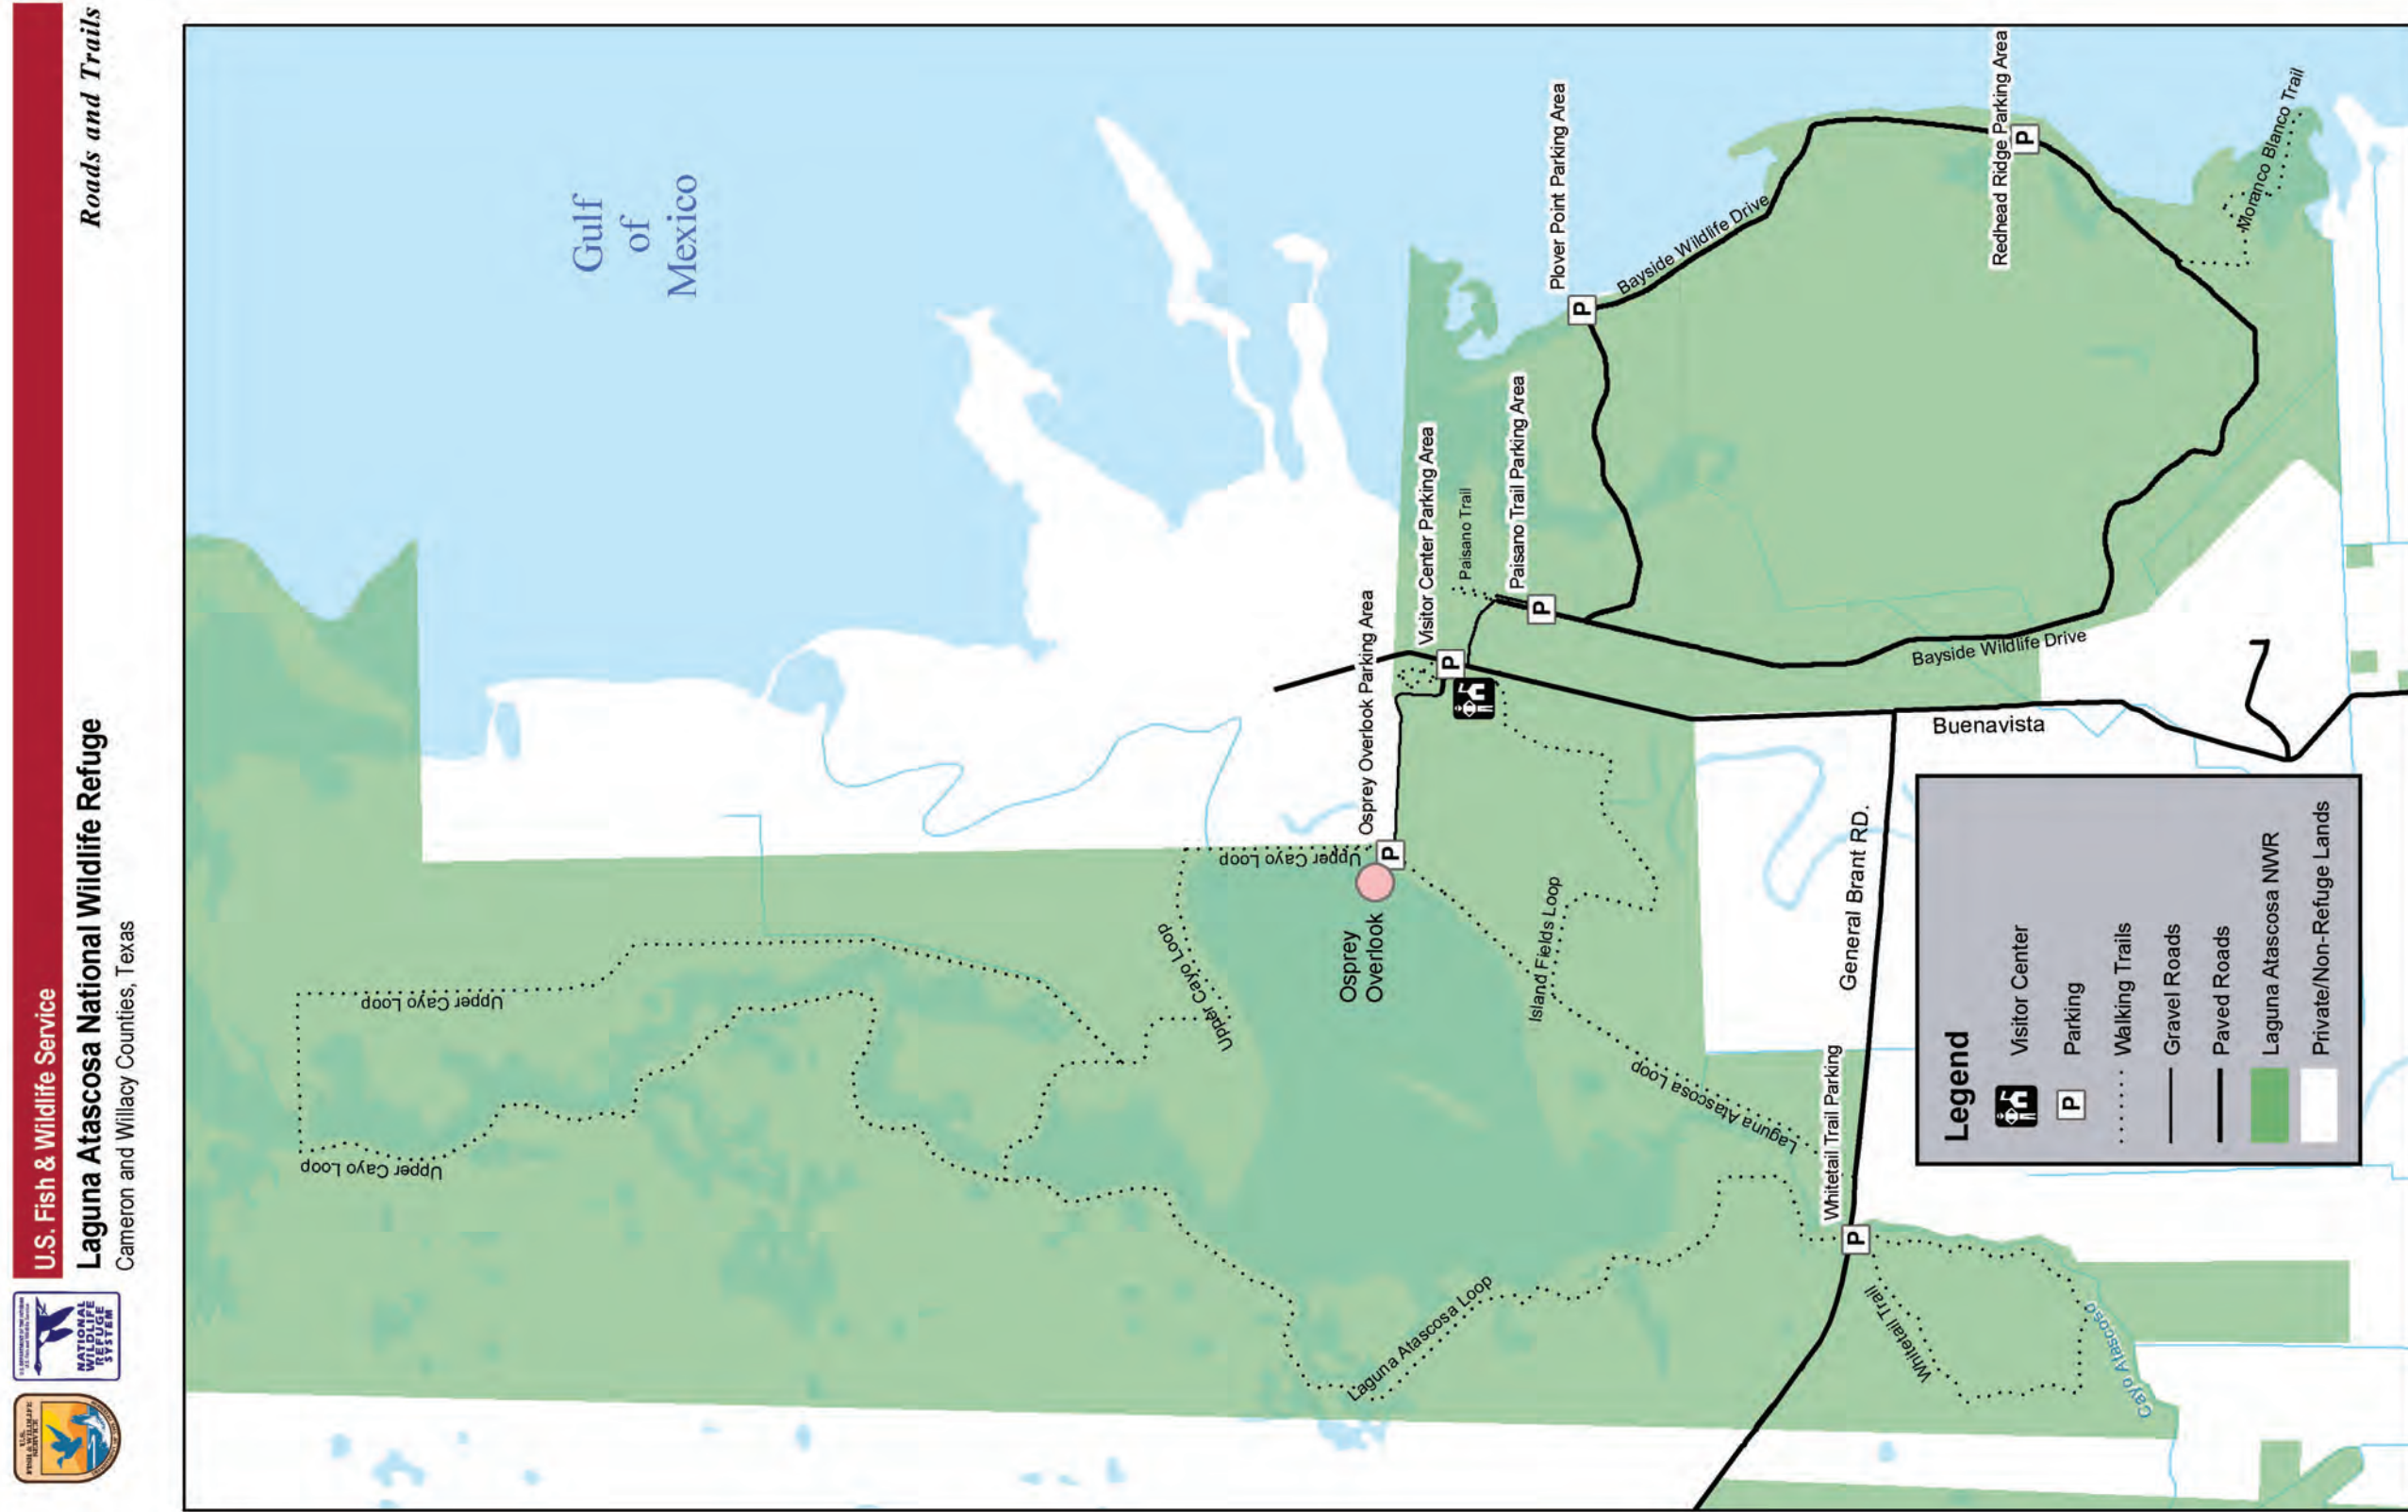 U.S. Fish & Wildlife Service
Laguna Atascosa National Wildlife Refuge
Roads and Trails
Cameron and Willacy Counties, Texas
U.S.
FISH & WILDLIFE
SERVICE
NATIONAL
WILDLIFE
REFUGE
SYSTEM
Gulf
of
Mexico
Upper Cayo Loop
Upper Cayo Loop
Upper Cayo Loop
Upper Cayo Loop
Osprey
Overlook
Osprey Overlook Parking Area
P
Visitor Center Parking Area
P
Paisano Trail
Paisano Trail Parking Area
P
Plover Point Parking Area
P
Bayside Wildlife Drive
Redhead Ridge Parking Area
P
Moranco Blanco Trail
Bayside Wildlife Drive
Buenavista
General Brant RD.
Island Fields Loop
Laguna Atascosa Loop
Laguna Atascosa Loop
Whitetail Trail Parking
P
Whitetail Trail
Cayo Atascoso
Legend
Visitor Center
P Parking
Walking Trails
Gravel Roads
Paved Roads
Laguna Atascosa NWR
Private/Non-Refuge Lands